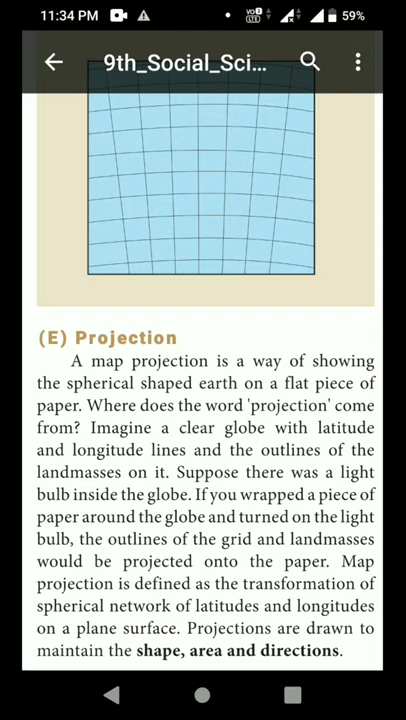 11:34 PM
VO 2 LTE
59%
9th_Social_Sci...
(E) Projection
A map projection is a way of showing
the spherical shaped earth on a flat piece of
paper. Where does the word 'projection' come
from? Imagine a clear globe with latitude
and longitude lines and the outlines of the
landmasses on it. Suppose there was a light
bulb inside the globe. If you wrapped a piece of
paper around the globe and turned on the light
bulb, the outlines of the grid and landmasses
would be projected onto the paper. Map
projection is defined as the transformation of
spherical network of latitudes and longitudes
on a plane surface. Projections are drawn to
maintain the shape, area and directions.